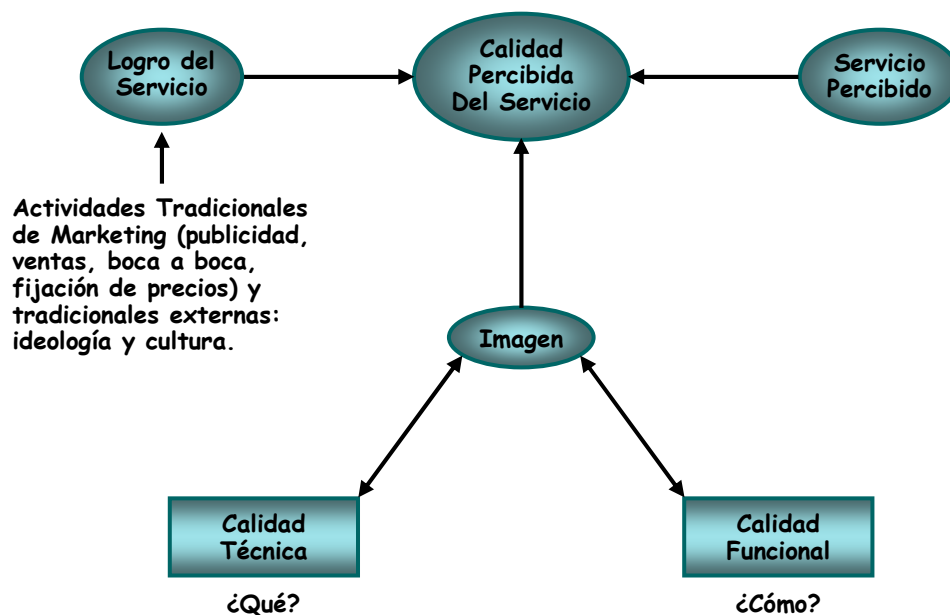 Logro del
Servicio
Calidad
Percibida
Del Servicio
Servicio
Percibido
Actividades Tradicionales
de Marketing (publicidad,
ventas, boca a boca,
fijación de precios) y
tradicionales externas:
ideología y cultura.
Imagen
Calidad
Técnica
Calidad
Funcional
¿Qué?
¿Cómo?